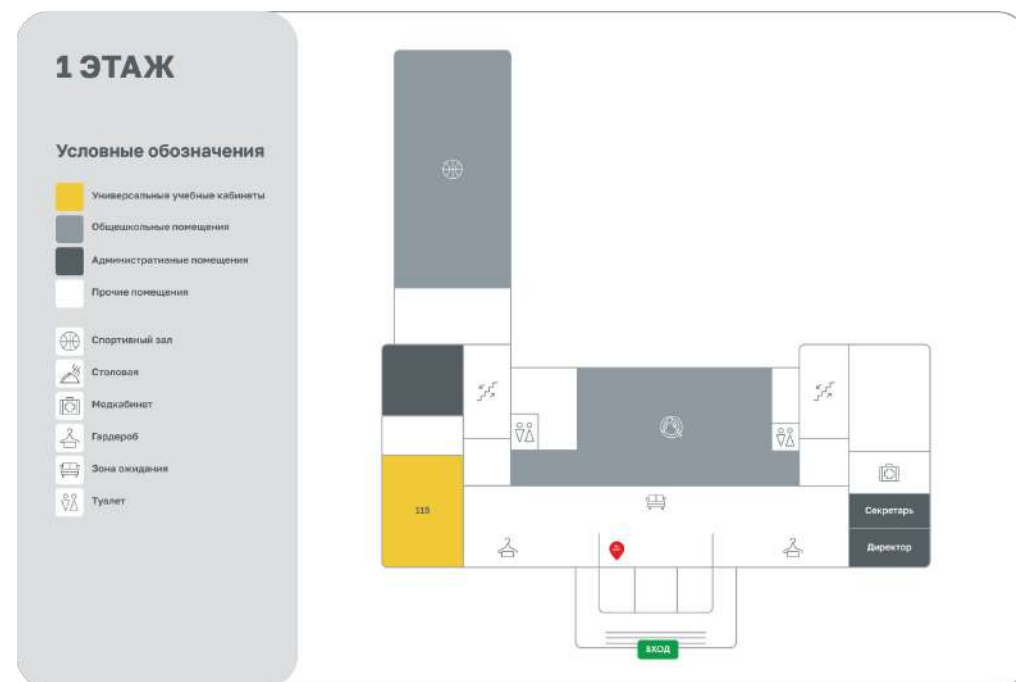 1 ЭТАЖ
Условные обозначения
Универсальные учебные кабинеты
Общешкольные помещения
Административные помещения
Прочие помещения
Спортивный зал
Столовая
Медкабинет
Гардероб
Зона ожидания
Туалет
115
Секретарь
Директор
ВХОД